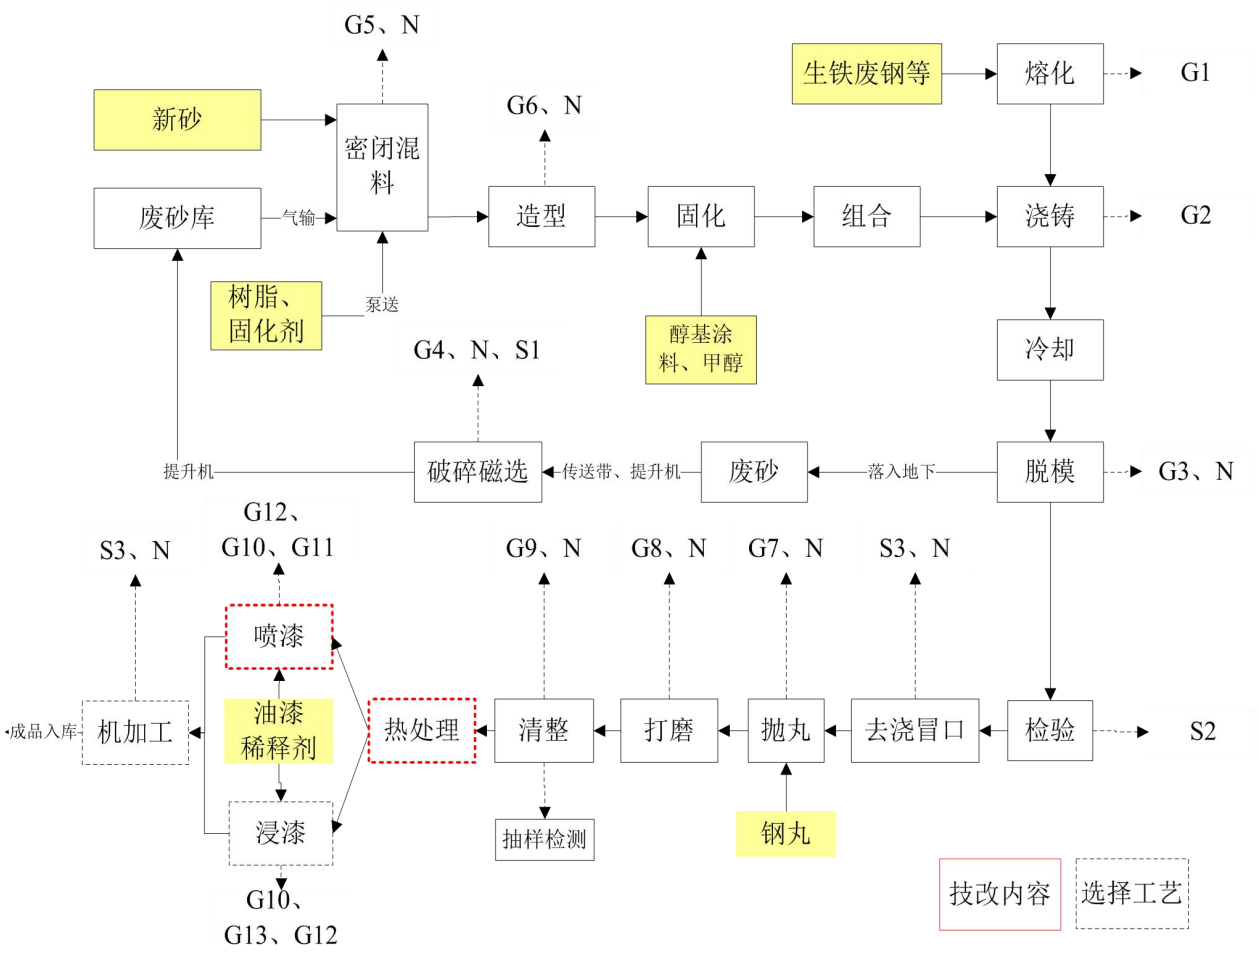 G5、N
生铁废钢等
熔化
G1
新砂
G6、N
密闭混
料
废砂库
气输
造型
固化
组合
浇铸
G2
树脂、
固化剂
泵送
醇基涂
料、甲醇
冷却
G4、N、S1
提升机
破碎磁选
传送带、提升机
废砂
落入地下
脱模
G3、N
G12、
G10、G11
S3、N
G9、N
G8、N
G7、N
S3、N
喷漆
成品入库
机加工
油漆
稀释剂
热处理
清整
打磨
抛丸
去浇冒口
检验
S2
浸漆
抽样检测
钢丸
G10、
G13、G12
技改内容
选择工艺